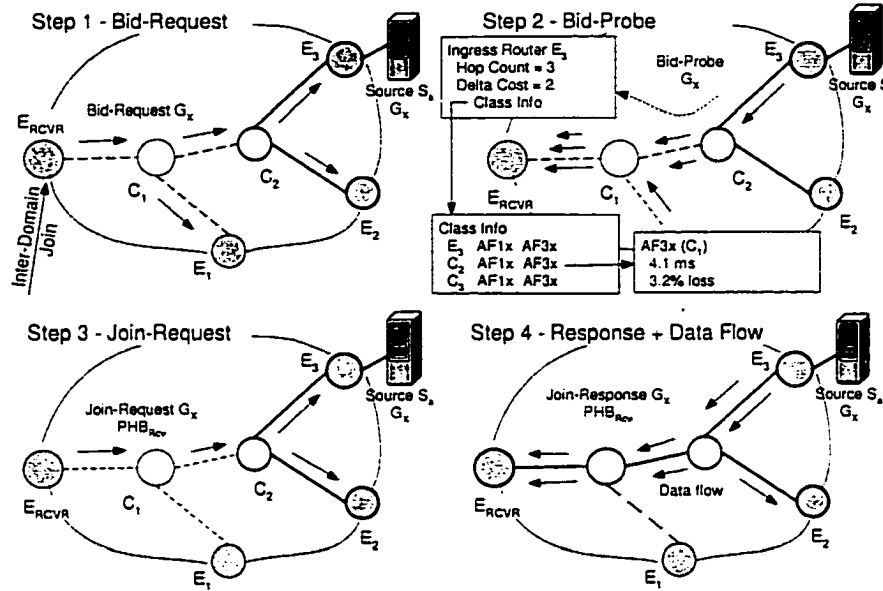 Step 1 - Bid-Request
E3
Source Sa
Gx
Bid-Request Gx
ERCVR
C1
C2
E2
E1
Inter-Domain
Join
Step 2 - Bid-Probe
Ingress Router E3
Hop Count = 3
Delta Cost = 2
Class Info
Bid-Probe
Gx
E3
Source S
Gx
ERCVR
C1
C2
E2
Class Info
E3 AF1x AF3x
C2 AF1x AF3x
C3 AF1x AF3x
AF3x (C1)
4.1 ms
3.2% loss
Step 3 - Join-Request
E3
Source Sa
Gx
Join-Request Gx
PHBRcv
ERCVR
C1
C2
E2
E1
Step 4 - Response + Data Flow
E3
Source Sa
Gx
Join-Response Gx
PHBRcv
ERCVR
Data flow
E2
E1